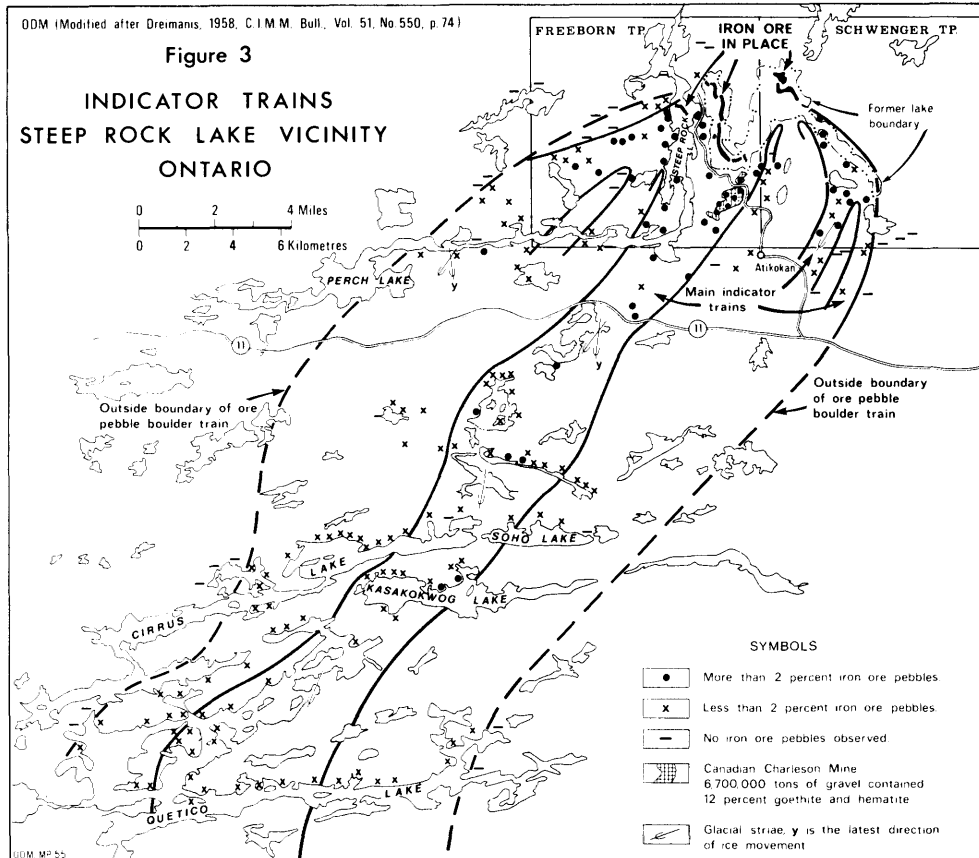 ODM (Modified after Dreimanis, 1958, C.I.M.M. Bull., Vol. 51, No. 550, p. 74)
Figure 3
INDICATOR TRAINS
STEEP ROCK LAKE VICINITY
ONTARIO
0 2 4 Miles
0 2 4 6 Kilometres
FREEBORN TP.
IRON ORE
IN PLACE
SCHWENGER TP.
Former lake
boundary
STEEP ROCK L.
Atikokan
PERCH LAKE
y
Main indicator
trains
11
11
y
Outside boundary of ore
pebble boulder train
Outside boundary
of ore pebble
boulder train
SOHO LAKE
CIRRUS LAKE
KASAKOKWOG LAKE
QUETICO LAKE
SYMBOLS
More than 2 percent iron ore pebbles.
x Less than 2 percent iron ore pebbles.
No iron ore pebbles observed.
Canadian Charleson Mine
6,700,000 tons of gravel contained
12 percent goethite and hematite
Glacial striae, y is the latest direction
of ice movement
ODM MP 55